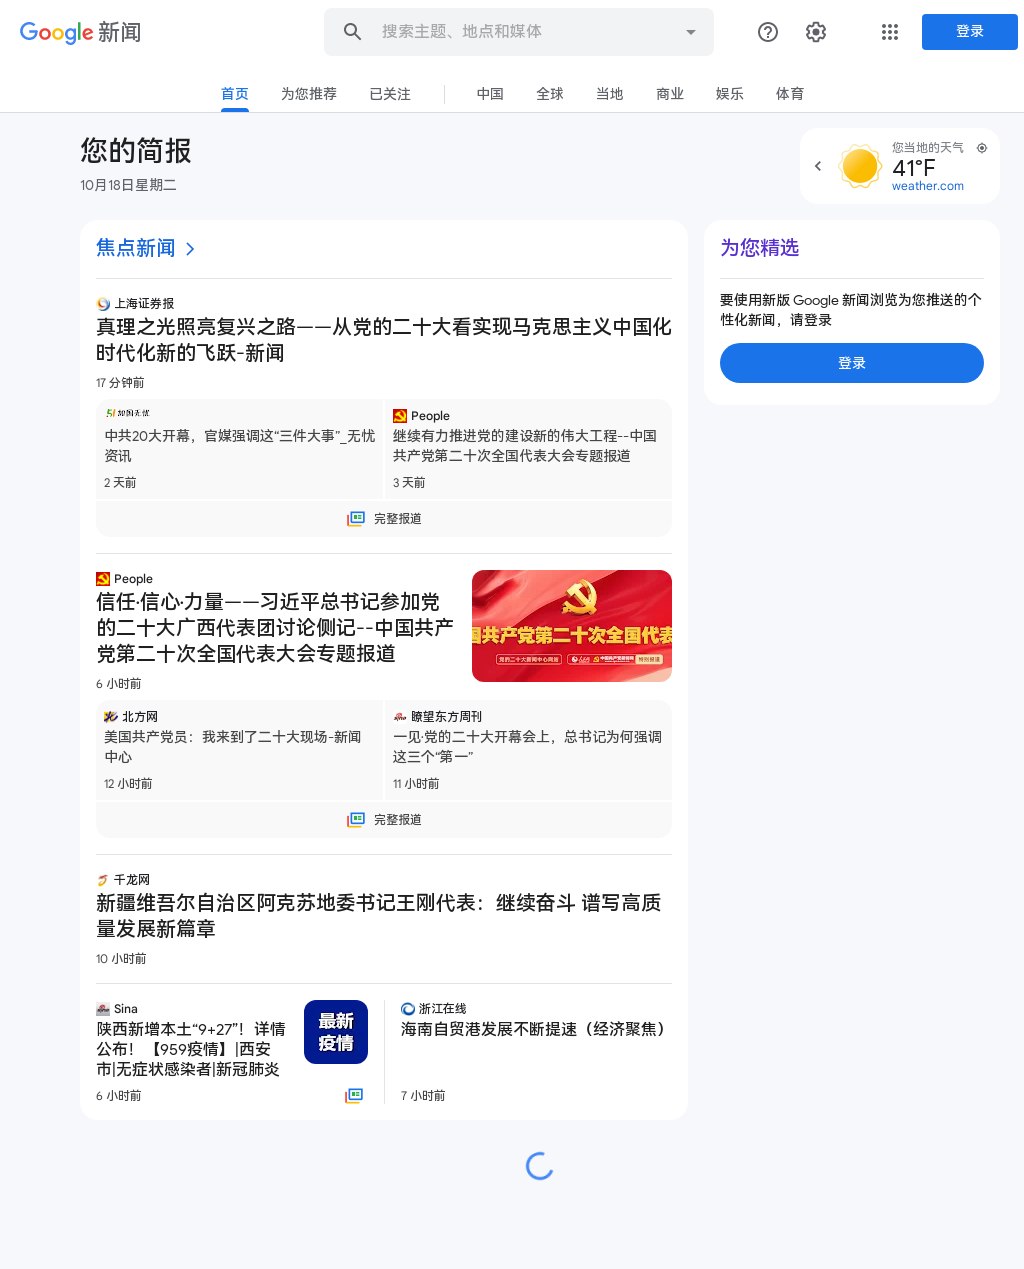 Google 新闻
搜索主题、地点和媒体
登录
首页 为您推荐 已关注 中国 全球 当地 商业 娱乐 体育
您的简报
10月18日星期二
您当地的天气
41°F
weather.com
焦点新闻
上海证券报
真理之光照亮复兴之路——从党的二十大看实现马克思主义中国化
时代化新的飞跃-新闻
17 分钟前
51加国无忧
中共20大开幕，官媒强调这“三件大事”_无忧
资讯
2 天前
People
继续有力推进党的建设新的伟大工程--中国
共产党第二十次全国代表大会专题报道
3 天前
完整报道
People
信任·信心·力量——习近平总书记参加党
的二十大广西代表团讨论侧记--中国共产
党第二十次全国代表大会专题报道
6 小时前
国共产党第二十次全国代表
党的二十大新闻中心网站
特别报道
北方网
美国共产党员：我来到了二十大现场-新闻
中心
12 小时前
瞭望东方周刊
一见·党的二十大开幕会上，总书记为何强调
这三个“第一”
11 小时前
完整报道
千龙网
新疆维吾尔自治区阿克苏地委书记王刚代表：继续奋斗 谱写高质
量发展新篇章
10 小时前
Sina
陕西新增本土“9+27”！详情
公布！【959疫情】|西安
市|无症状感染者|新冠肺炎
6 小时前
最新
疫情
浙江在线
海南自贸港发展不断提速（经济聚焦）
7 小时前
为您精选
要使用新版 Google 新闻浏览为您推送的个
性化新闻，请登录
登录